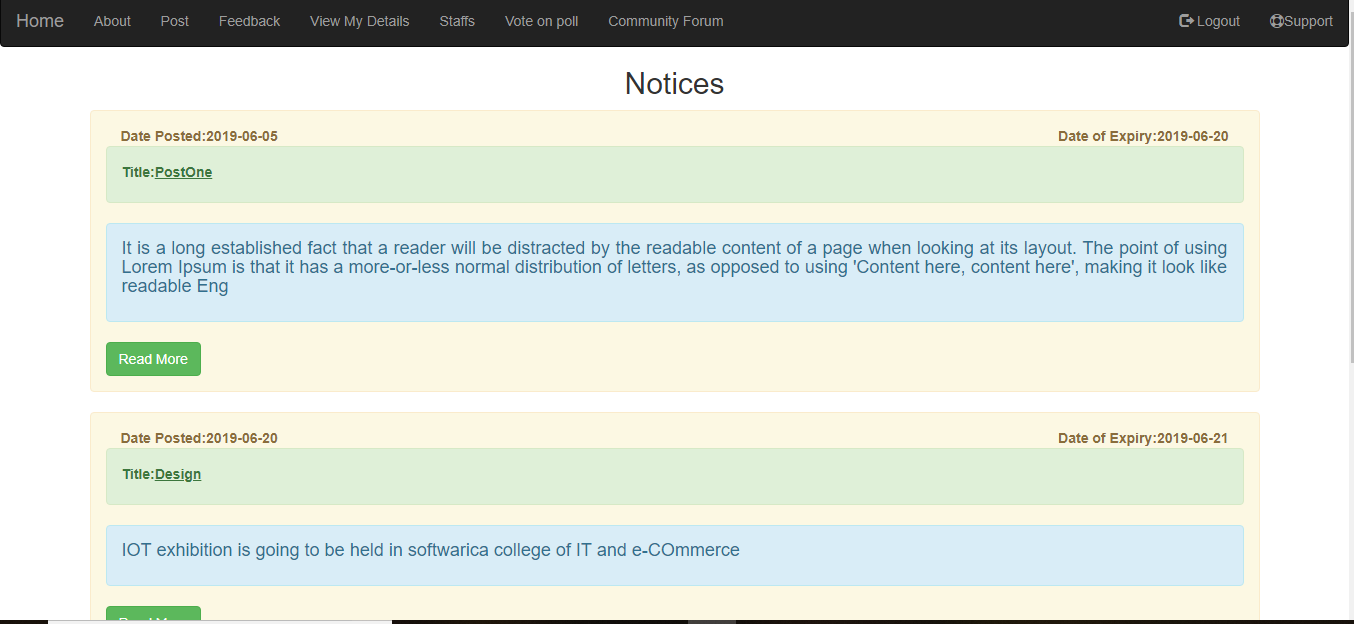 Home About Post Feedback View My Details Staffs Vote on poll Community Forum Logout Support
Notices
Date Posted:2019-06-05 Date of Expiry:2019-06-20
Title:PostOne
It is a long established fact that a reader will be distracted by the readable content of a page when looking at its layout. The point of using
Lorem Ipsum is that it has a more-or-less normal distribution of letters, as opposed to using 'Content here, content here', making it look like
readable Eng
Read More
Date Posted:2019-06-20 Date of Expiry:2019-06-21
Title:Design
IOT exhibition is going to be held in softwarica college of IT and e-COmmerce
Read More